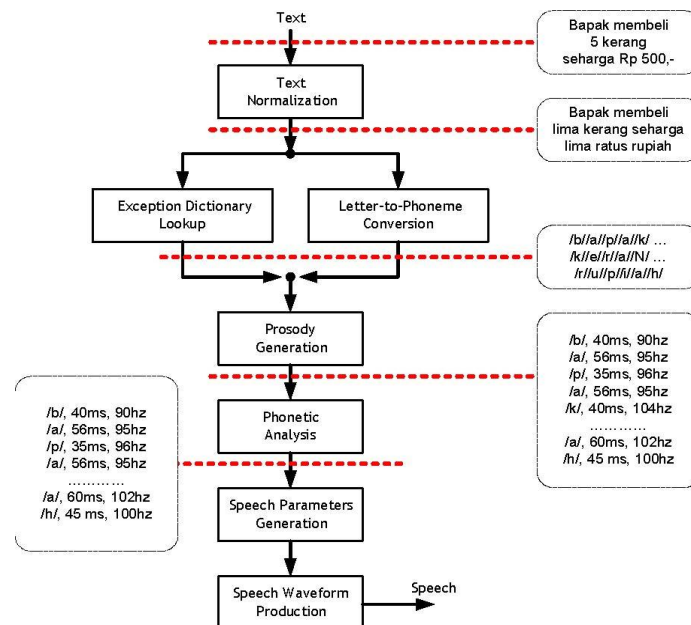 Text
Bapak membeli
5 kerang
seharga Rp 500,-
Text
Normalization
Bapak membeli
lima kerang seharga
lima ratus rupiah
Exception Dictionary
Lookup
Letter-to-Phoneme
Conversion
/b//a//p//a//k/ ...
/k//e//r//a//N/ ...
/r//u//p//i//a//h/
Prosody
Generation
/b/, 40ms, 90hz
/a/, 56ms, 95hz
/p/, 35ms, 96hz
/a/, 56ms, 95hz
/k/, 40ms, 104hz
............
/a/, 60ms, 102hz
/h/, 45 ms, 100hz
Phonetic
Analysis
/b/, 40ms, 90hz
/a/, 56ms, 95hz
/p/, 35ms, 96hz
/a/, 56ms, 95hz
............
/a/, 60ms, 102hz
/h/, 45 ms, 100hz
Speech Parameters
Generation
Speech Waveform
Production
Speech